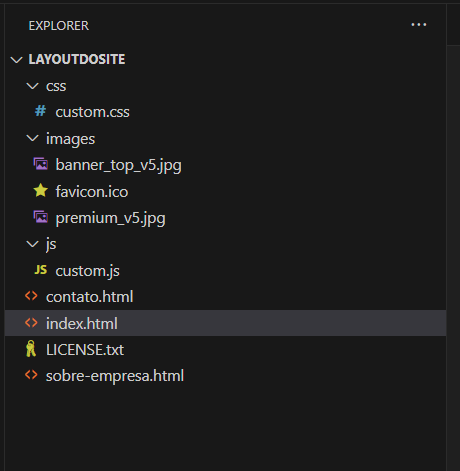 EXPLORER
LAYOUTDOSITE
css
# custom.css
images
banner_top_v5.jpg
favicon.ico
premium_v5.jpg
js
JS custom.js
<> contato.html
<> index.html
LICENSE.txt
<> sobre-empresa.html